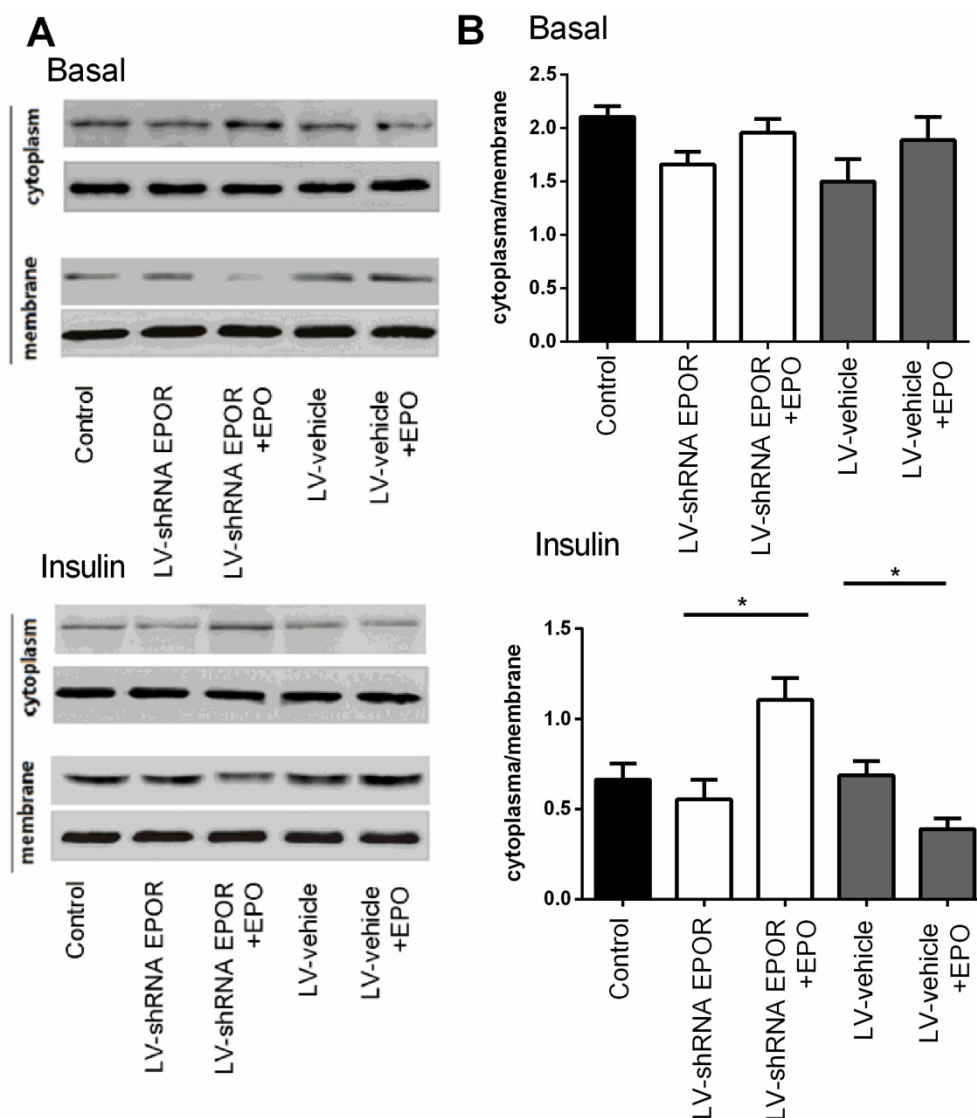 A
Basal
cytoplasm
membrane
Control
LV-shRNA EPOR
LV-shRNA EPOR
+EPO
LV-vehicle
LV-vehicle
+EPO
Insulin
cytoplasm
membrane
Control
LV-shRNA EPOR
LV-shRNA EPOR
+EPO
LV-vehicle
LV-vehicle
+EPO
B
Basal
cytoplasma/membrane
2.5
2.0
1.5
1.0
0.5
0.0
Control
LV-shRNA EPOR
LV-shRNA EPOR
+EPO
LV-vehicle
LV-vehicle
+EPO
Insulin
cytoplasma/membrane
*
*
1.5
1.0
0.5
0.0
Control
LV-shRNA EPOR
LV-shRNA EPOR
+EPO
LV-vehicle
LV-vehicle
+EPO